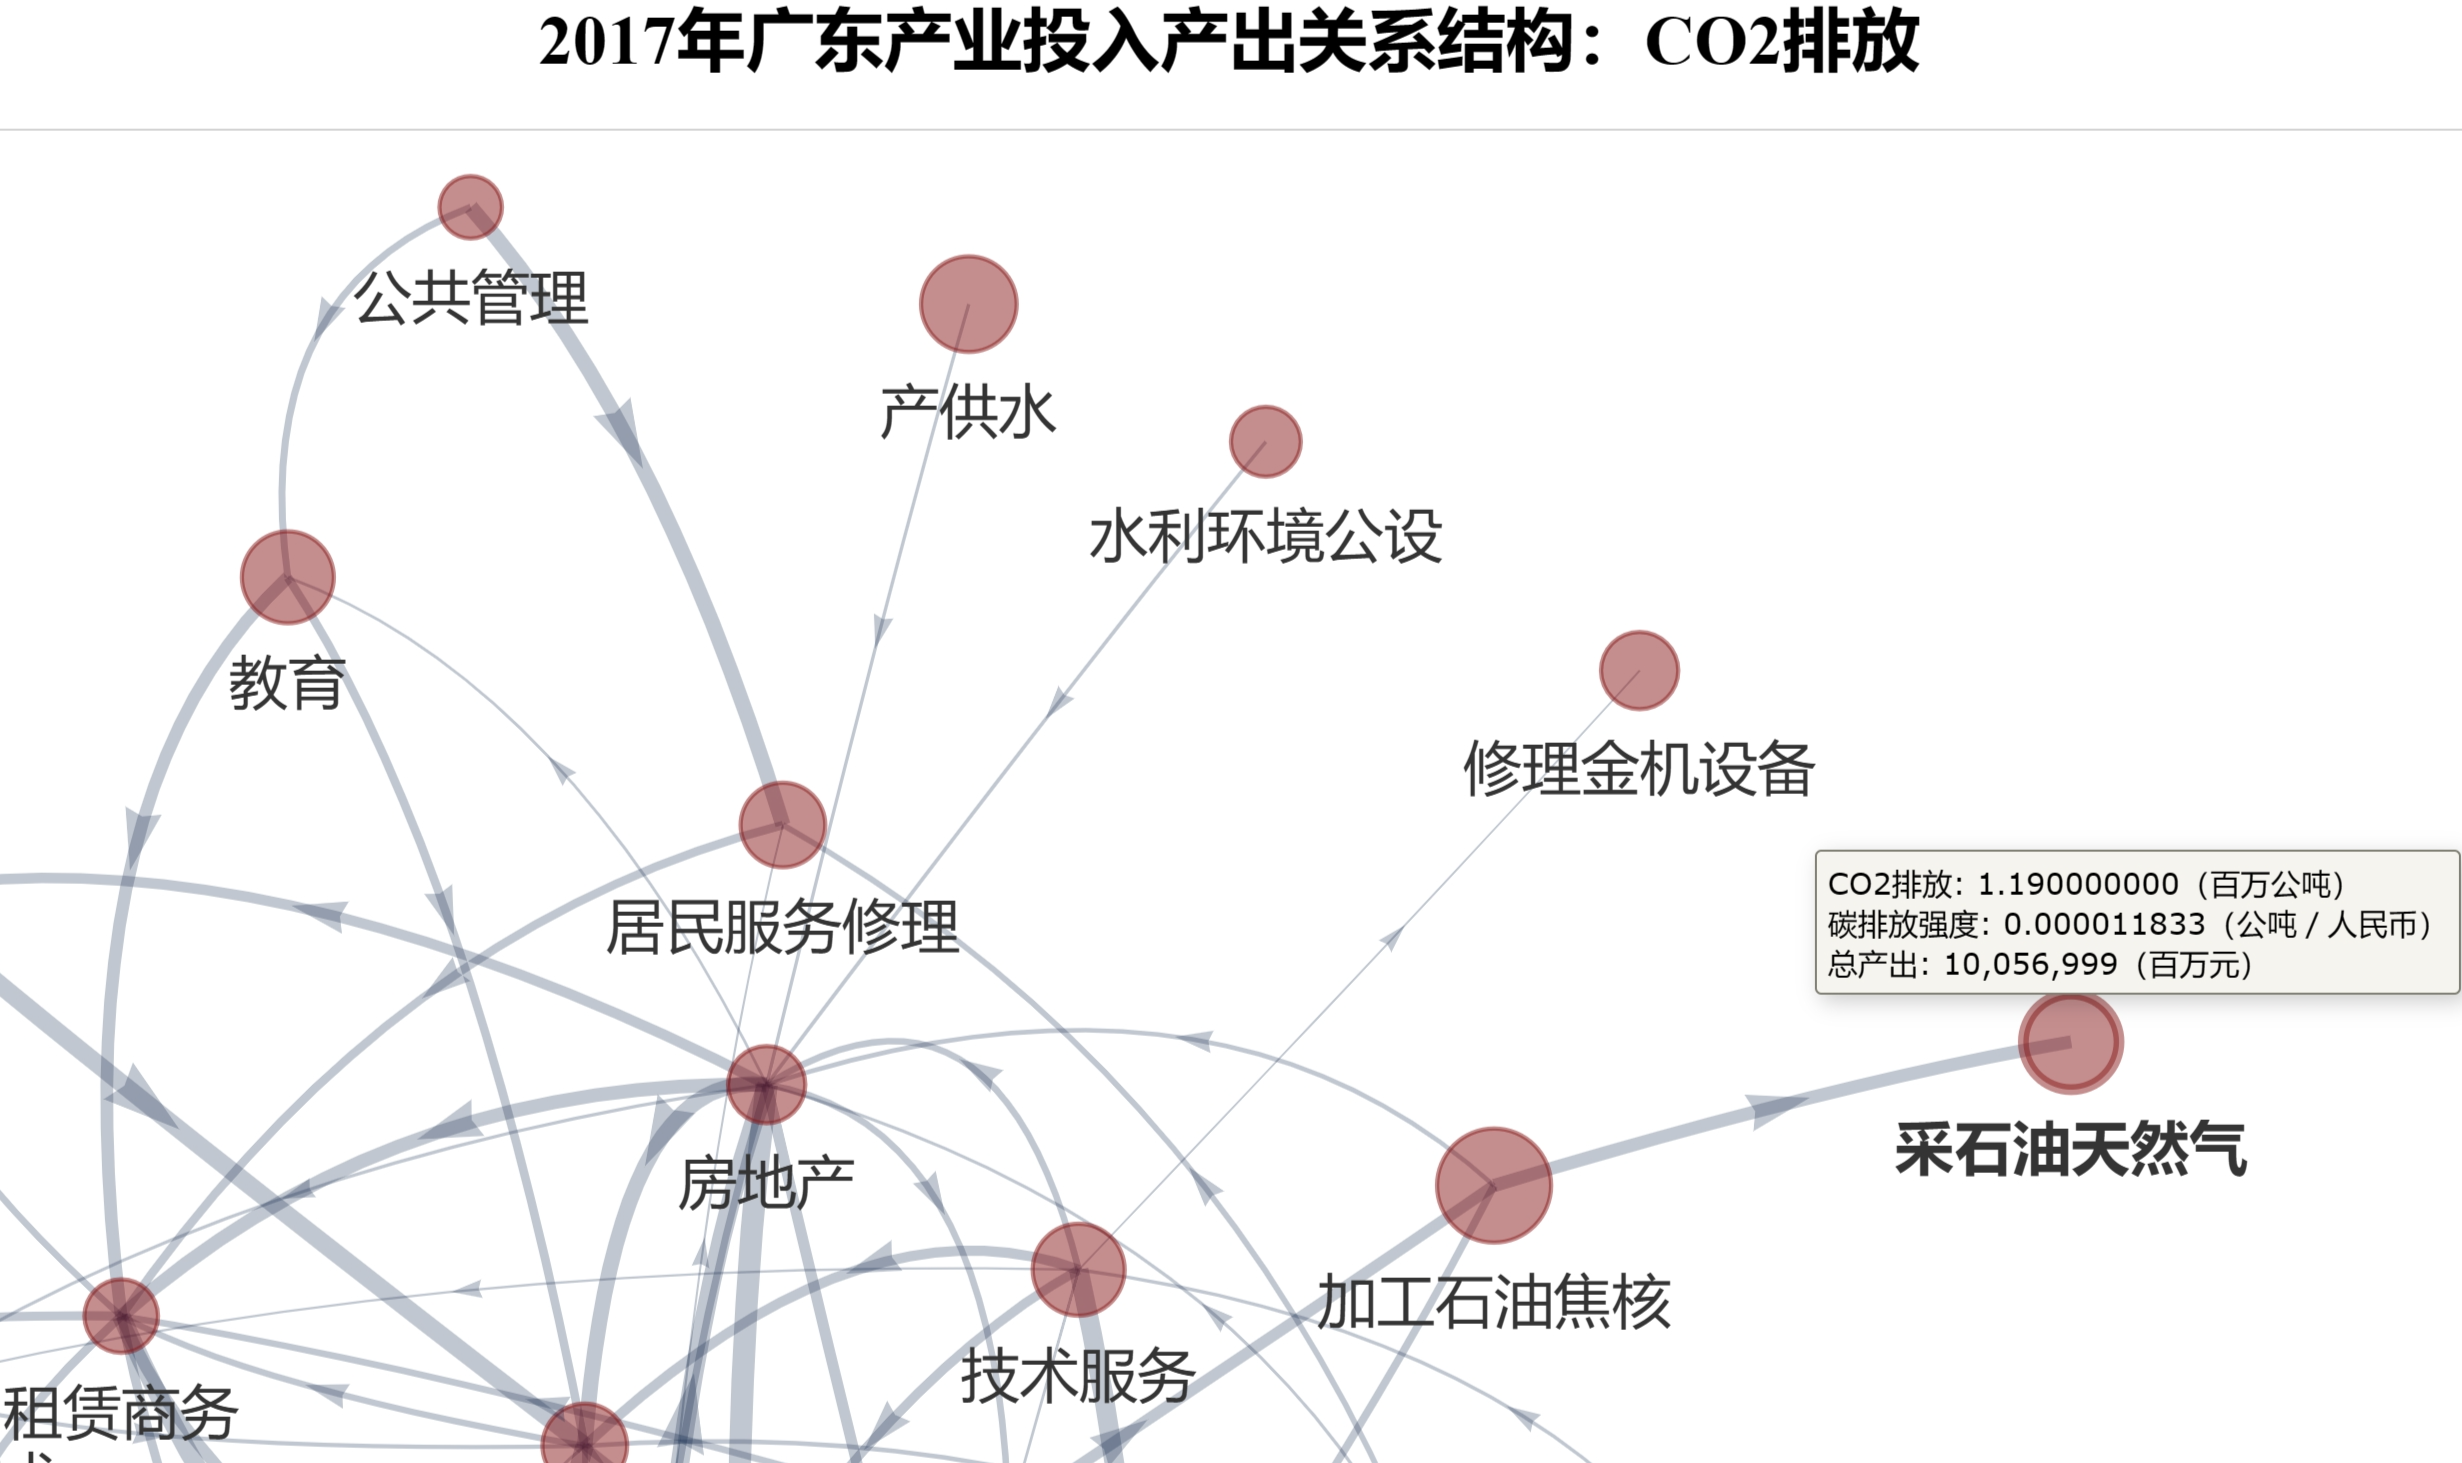 2017年广东产业投入产出关系结构：CO2排放
公共管理
产供水
水利环境公设
教育
修理金机设备
CO2排放: 1.190000000（百万公吨）
碳排放强度: 0.000011833（公吨 / 人民币）
总产出: 10,056,999（百万元）
居民服务修理
采石油天然气
房地产
加工石油焦核
技术服务
租赁商务